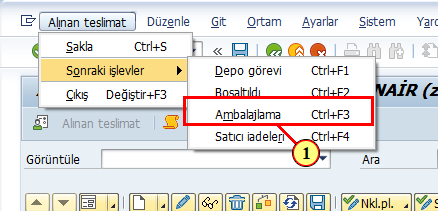 Alınan teslimat Düzenle Git Ortam Ayarlar Sistem Yard
Sakla Ctrl+S
Sonraki işlevler
Çıkış Değiştir+F3
Depo görevi Ctrl+F1
Boşaltıldı Ctrl+F2
Ambalajlama Ctrl+F3
Satıcı iadeleri Ctrl+F4
1
NAİR (z
Alınan teslimat
Görüntüle Ara
Nkl.pl. S